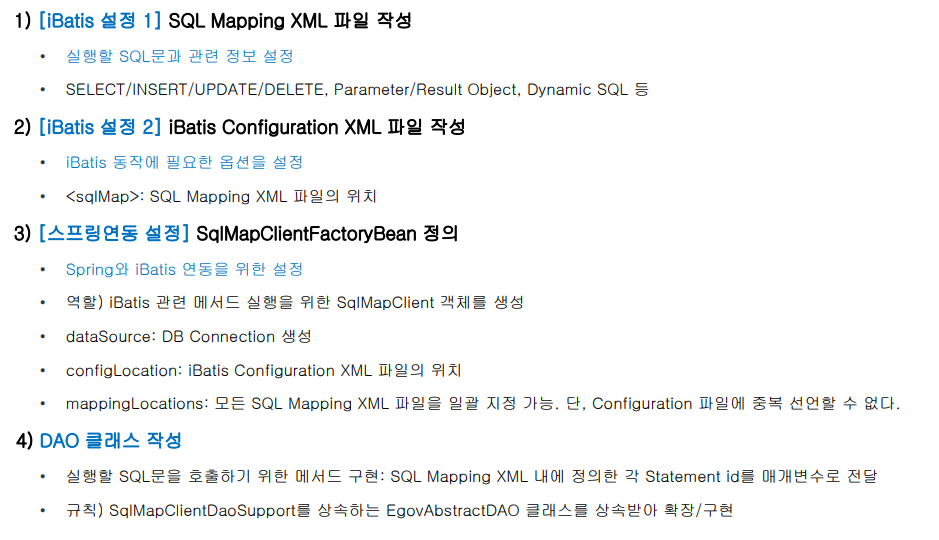 1) [iBatis 설정 1] SQL Mapping XML 파일 작성
• 실행할 SQL문과 관련 정보 설정
• SELECT/INSERT/UPDATE/DELETE, Parameter/Result Object, Dynamic SQL 등
2) [iBatis 설정 2] iBatis Configuration XML 파일 작성
• iBatis 동작에 필요한 옵션을 설정
• <sqlMap>: SQL Mapping XML 파일의 위치
3) [스프링연동 설정] SqlMapClientFactoryBean 정의
• Spring와 iBatis 연동을 위한 설정
• 역할) iBatis 관련 메서드 실행을 위한 SqlMapClient 객체를 생성
• dataSource: DB Connection 생성
• configLocation: iBatis Configuration XML 파일의 위치
• mappingLocations: 모든 SQL Mapping XML 파일을 일괄 지정 가능. 단, Configuration 파일에 중복 선언할 수 없다.
4) DAO 클래스 작성
• 실행할 SQL문을 호출하기 위한 메서드 구현: SQL Mapping XML 내에 정의한 각 Statement id를 매개변수로 전달
• 규칙) SqlMapClientDaoSupport를 상속하는 EgovAbstractDAO 클래스를 상속받아 확장/구현